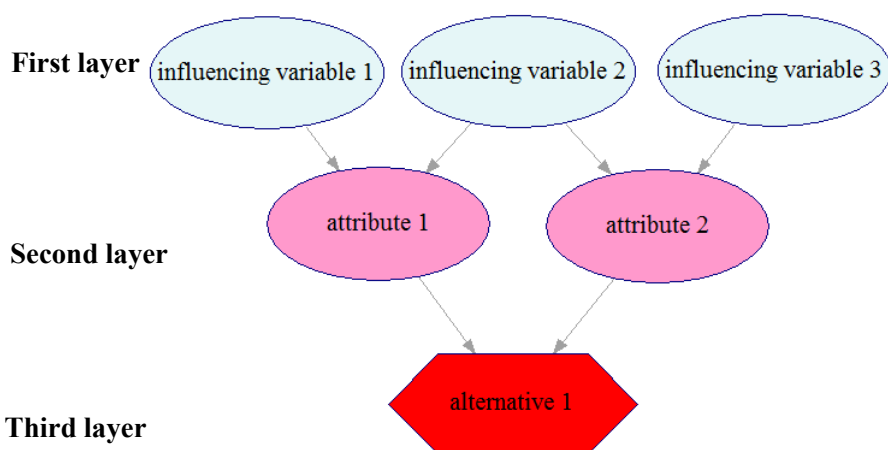 First layer
influencing variable 1
influencing variable 2
influencing variable 3
attribute 1
attribute 2
Second layer
alternative 1
Third layer